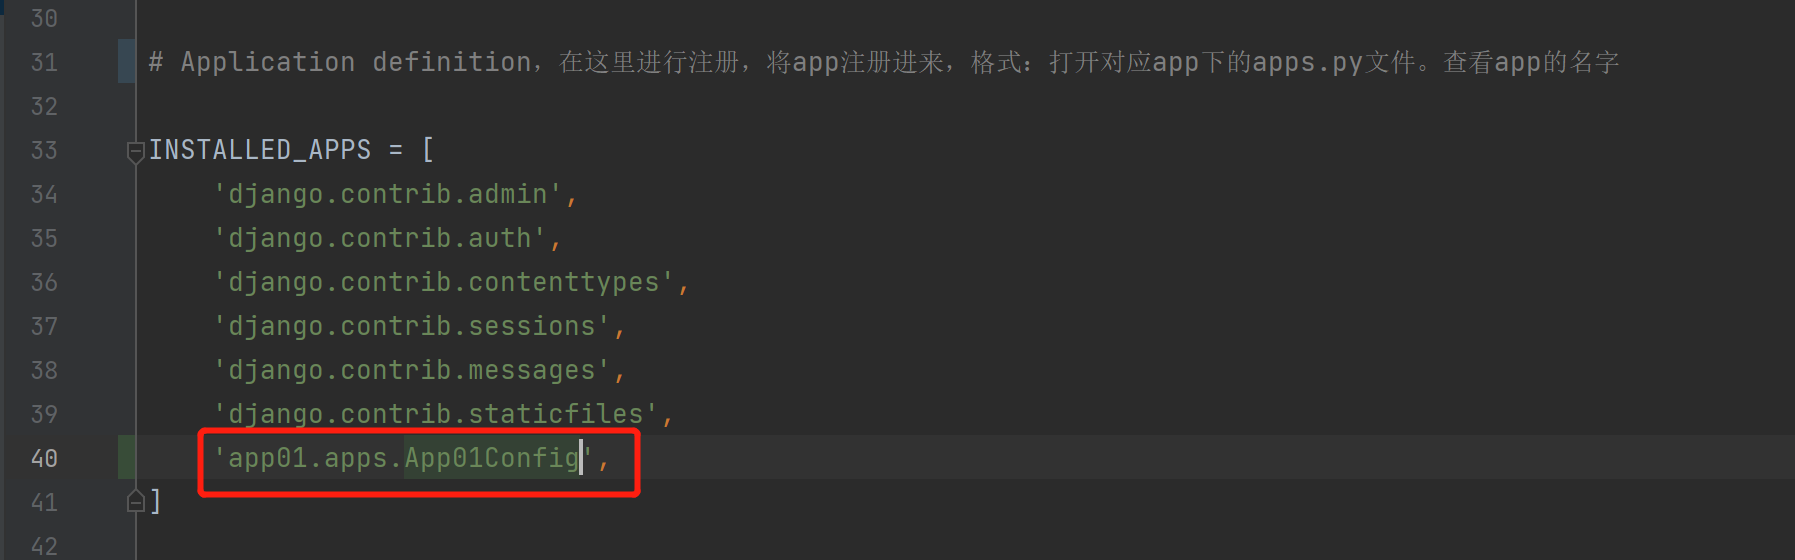 30
31 # Application definition，在这里进行注册，将app注册进来，格式：打开对应app下的apps.py文件。查看app的名字
32
33 INSTALLED_APPS = [
34 'django.contrib.admin',
35 'django.contrib.auth',
36 'django.contrib.contenttypes',
37 'django.contrib.sessions',
38 'django.contrib.messages',
39 'django.contrib.staticfiles',
40 'app01.apps.App01Config',
41 ]
42